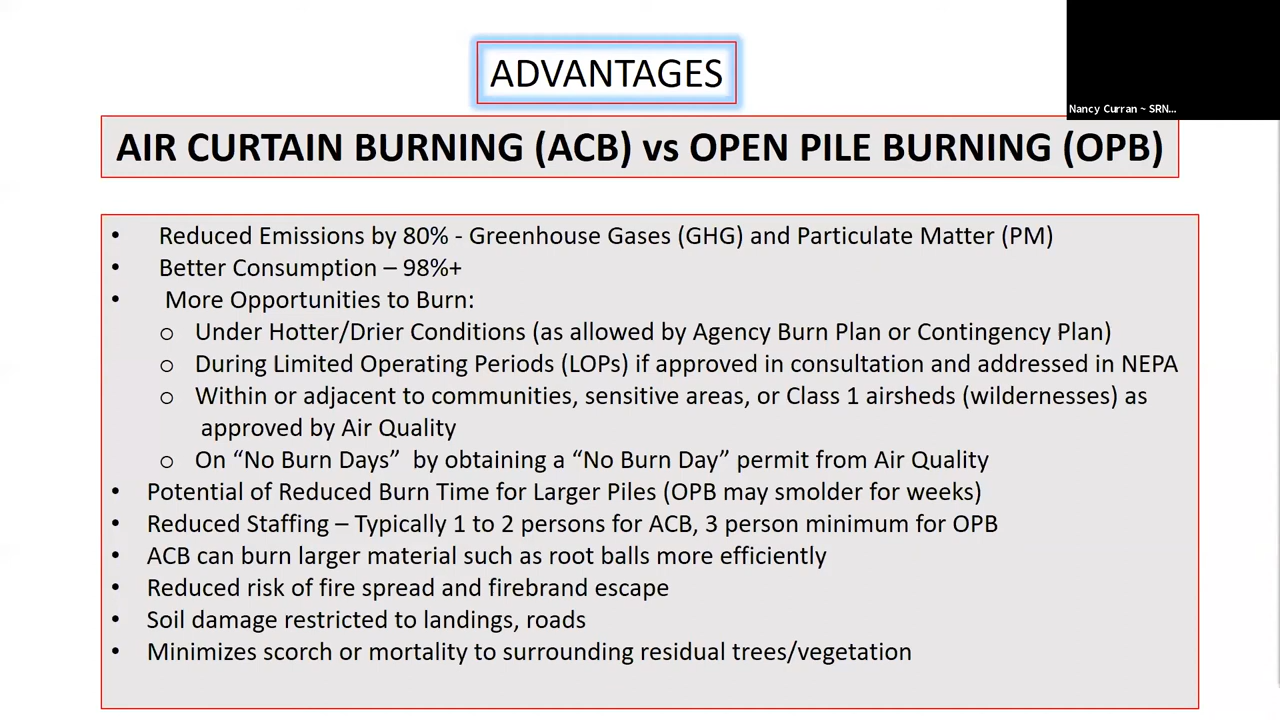 ADVANTAGES
Nancy Curran ~ SRN...
AIR CURTAIN BURNING (ACB) vs OPEN PILE BURNING (OPB)
• Reduced Emissions by 80% - Greenhouse Gases (GHG) and Particulate Matter (PM)
• Better Consumption – 98%+
• More Opportunities to Burn:
o Under Hotter/Drier Conditions (as allowed by Agency Burn Plan or Contingency Plan)
o During Limited Operating Periods (LOPs) if approved in consultation and addressed in NEPA
o Within or adjacent to communities, sensitive areas, or Class 1 airsheds (wildernesses) as
approved by Air Quality
o On “No Burn Days” by obtaining a “No Burn Day” permit from Air Quality
• Potential of Reduced Burn Time for Larger Piles (OPB may smolder for weeks)
• Reduced Staffing – Typically 1 to 2 persons for ACB, 3 person minimum for OPB
• ACB can burn larger material such as root balls more efficiently
• Reduced risk of fire spread and firebrand escape
• Soil damage restricted to landings, roads
• Minimizes scorch or mortality to surrounding residual trees/vegetation